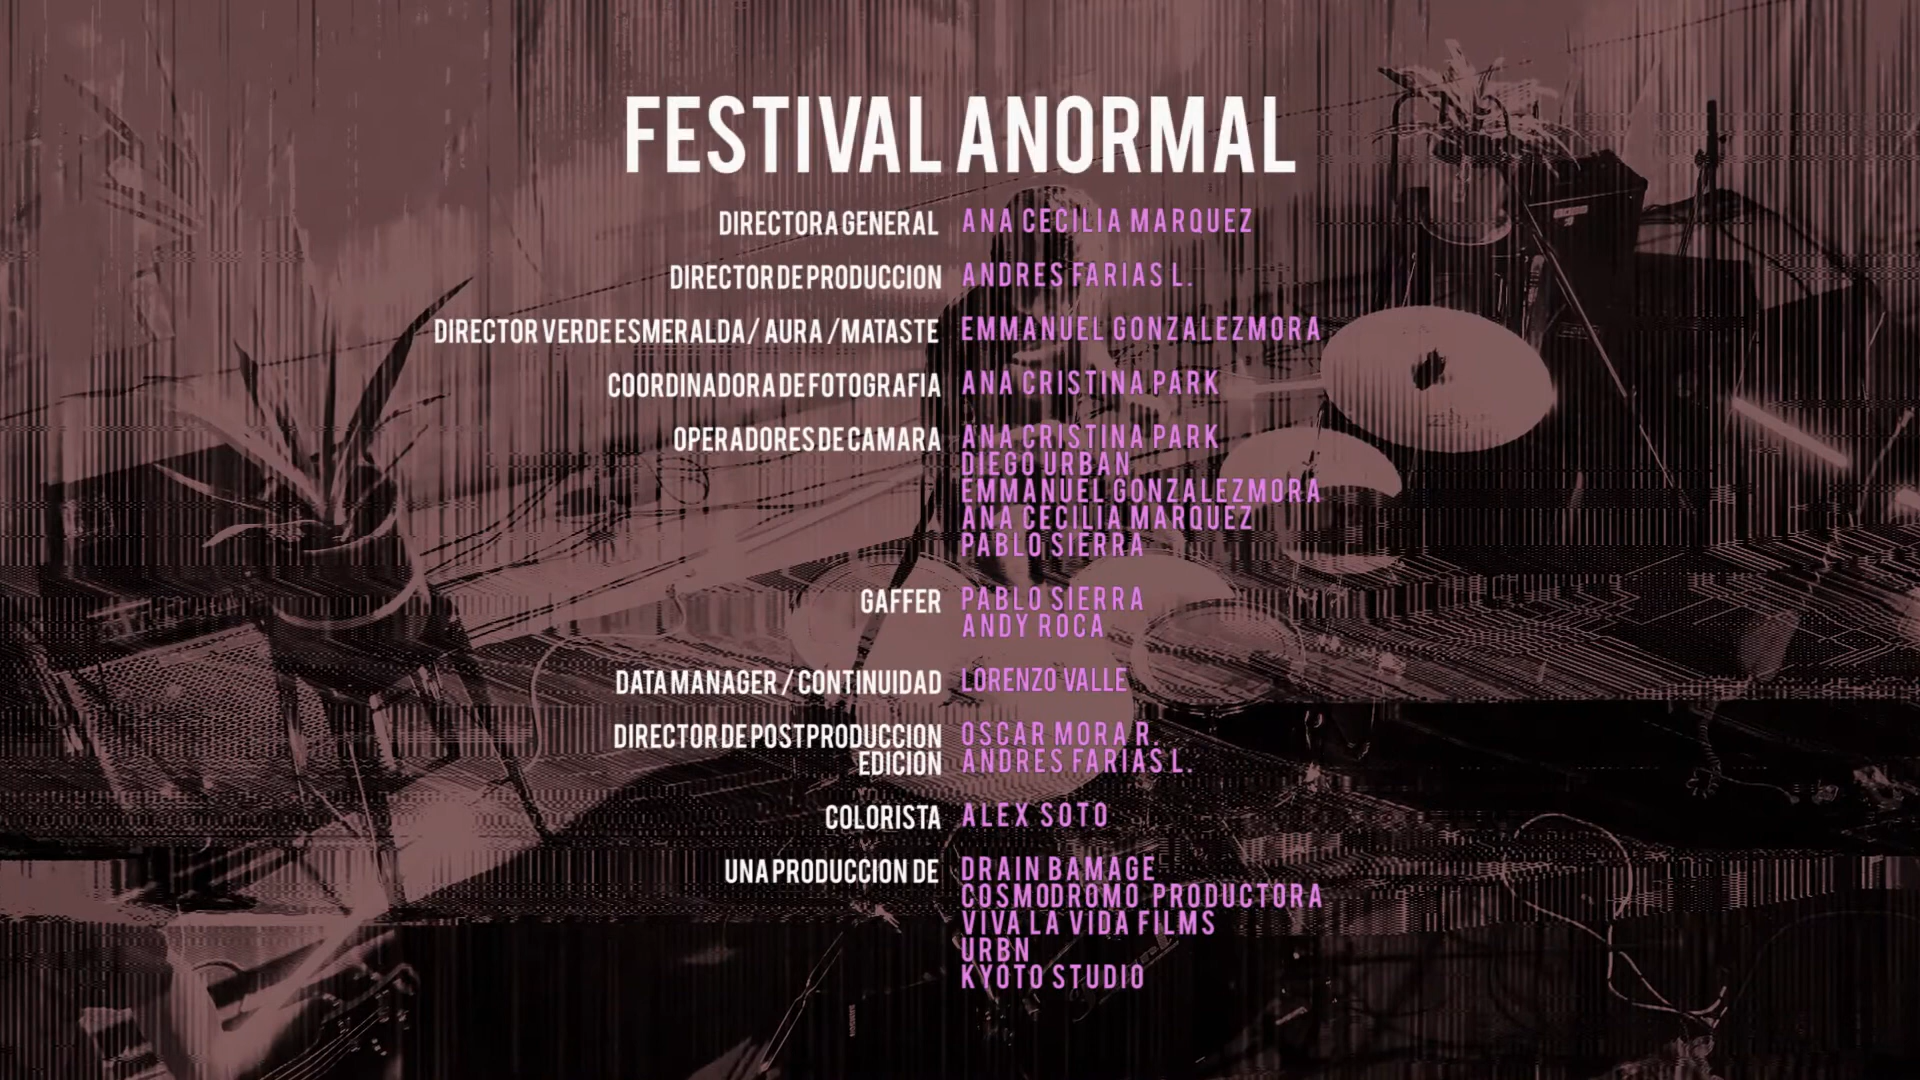 FESTIVAL ANORMAL
DIRECTORA GENERAL ANA CECILIA MARQUEZ
DIRECTOR DE PRODUCCION ANDRES FARIAS L.
DIRECTOR VERDE ESMERALDA / AURA / MATASTE EMMANUEL GONZALEZMORA
COORDINADORA DE FOTOGRAFIA ANA CRISTINA PARK
OPERADORES DE CAMARA ANA CRISTINA PARK
DIEGO URBAN
EMMANUEL GONZALEZMORA
ANA CECILIA MARQUEZ
PABLO SIERRA
GAFFER PABLO SIERRA
ANDY ROCA
DATA MANAGER / CONTINUIDAD LORENZO VALLE
DIRECTOR DE POSTPRODUCCION OSCAR MORA R.
EDICION ANDRES FARIAS L.
COLORISTA ALEX SOTO
UNA PRODUCCION DE DRAIN BAMAGE
COSMODROMO PRODUCTORA
VIVA LA VIDA FILMS
URBN
KYOTO STUDIO